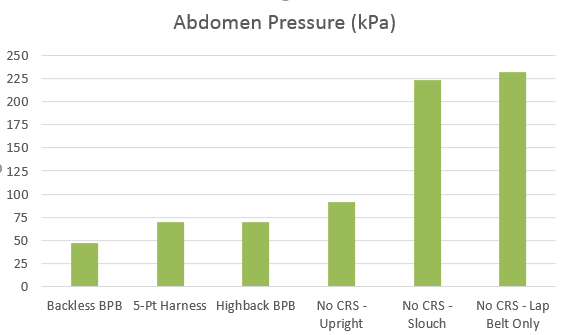 Abdomen Pressure (kPa)
250
225
200
175
150
125
100
75
50
25
0
Backless BPB
5-Pt Harness
Highback BPB
No CRS -
Upright
No CRS -
Slouch
No CRS - Lap
Belt Only